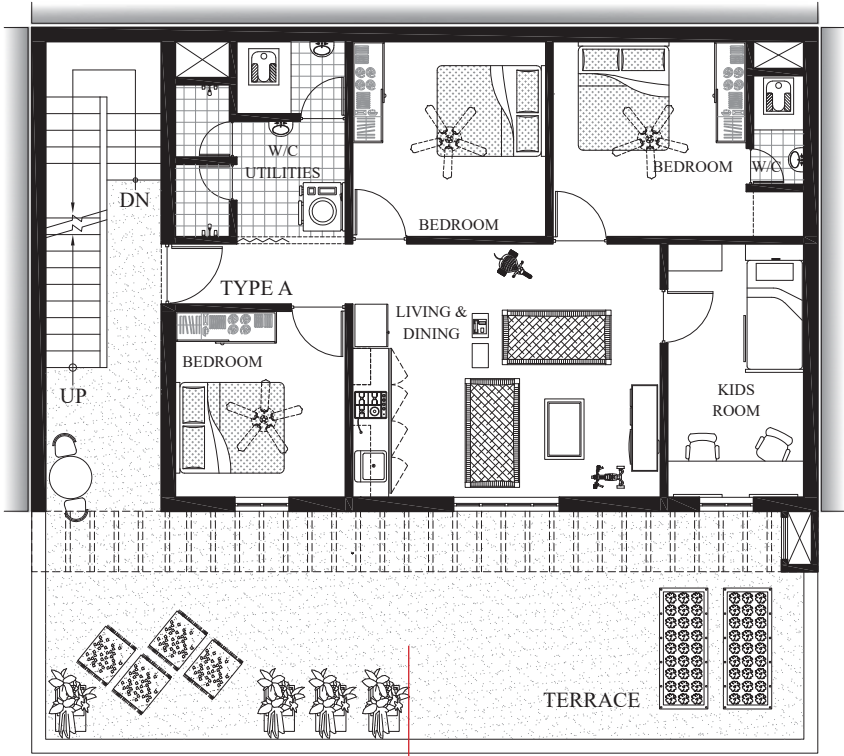 W/C
UTILITIES
BEDROOM
W/C
DN
BEDROOM
TYPE A
LIVING &
DINING
BEDROOM
UP
KIDS
ROOM
TERRACE